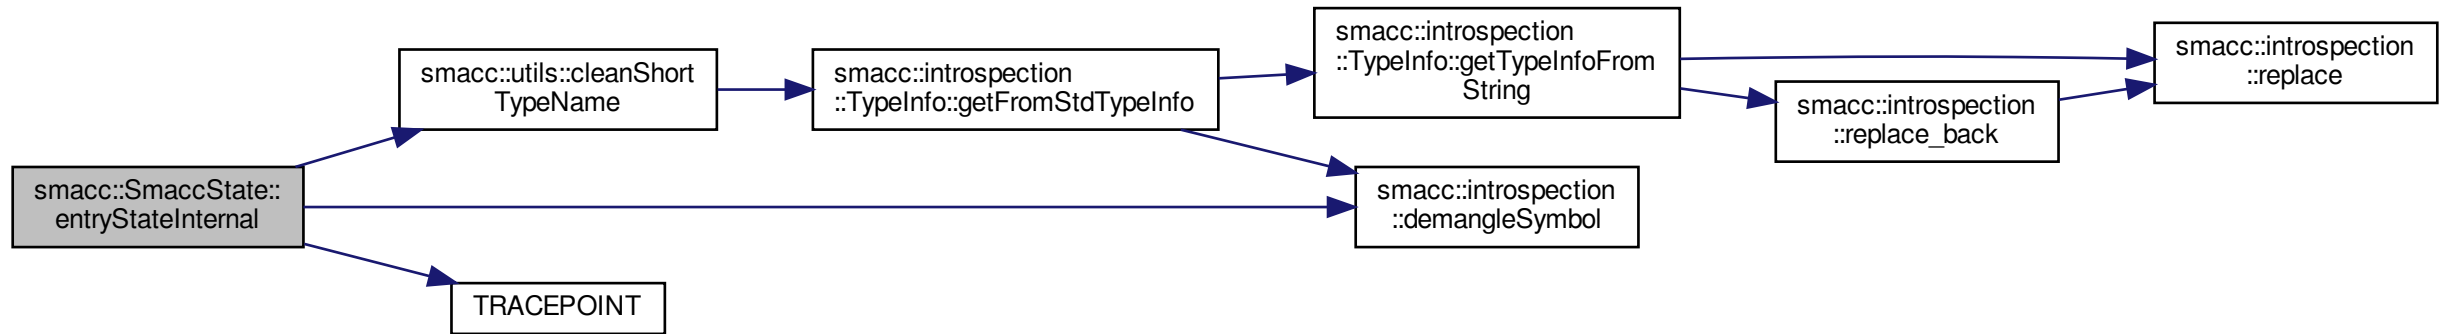 smacc::SmaccState::
entryStateInternal
smacc::utils::cleanShort
TypeName
smacc::introspection
::TypeInfo::getFromStdTypeInfo
smacc::introspection
::TypeInfo::getTypeInfoFrom
String
smacc::introspection
::replace
smacc::introspection
::replace_back
smacc::introspection
::demangleSymbol
TRACEPOINT